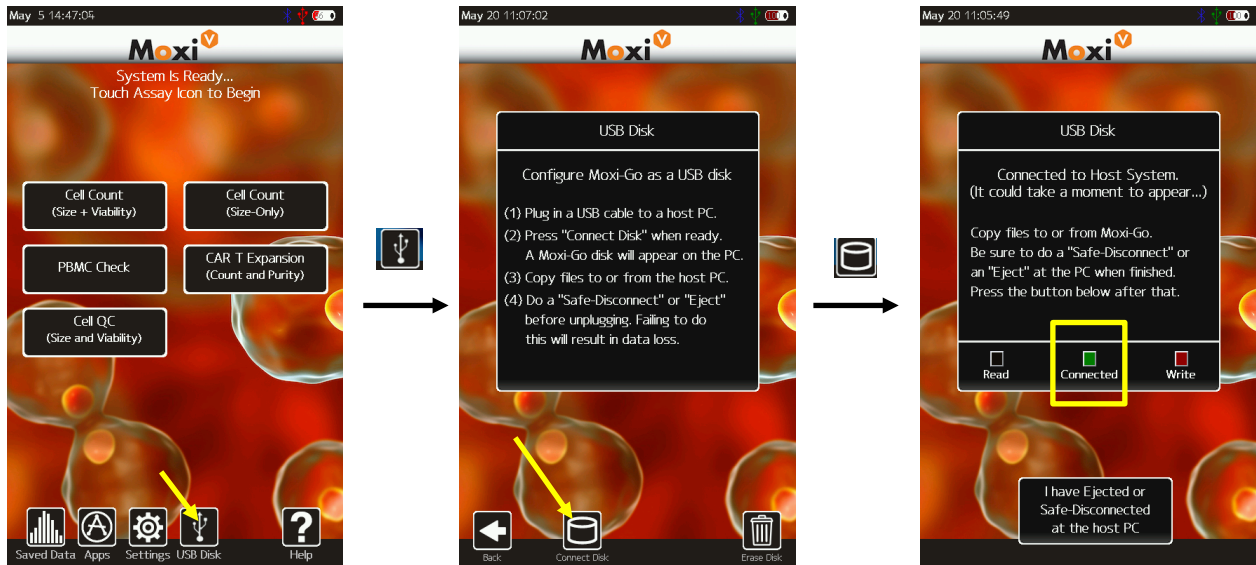 May 5 14:47:04
Moxi V
System Is Ready...
Touch Assay Icon to Begin
Cell Count
(Size + Viability)
Cell Count
(Size-Only)
PBMC Check
CAR T Expansion
(Count and Purity)
Cell QC
(Size and Viability)
Saved Data
Apps
Settings
USB Disk
?
Help
May 20 11:07:02
100
Moxi V
USB Disk
Configure Moxi-Go as a USB disk
(1) Plug in a USB cable to a host PC.
(2) Press "Connect Disk" when ready.
A Moxi-Go disk will appear on the PC.
(3) Copy files to or from the host PC.
(4) Do a "Safe-Disconnect" or "Eject"
before unplugging. Failing to do
this will result in data loss.
Back
Connect Disk
Erase Disk
May 20 11:05:49
100
Moxi V
USB Disk
Connected to Host System.
(It could take a moment to appear...)
Copy files to or from Moxi-Go.
Be sure to do a "Safe-Disconnect" or
an "Eject" at the PC when finished.
Press the button below after that.
Read
Connected
Write
I have Ejected or
Safe-Disconnected
at the host PC